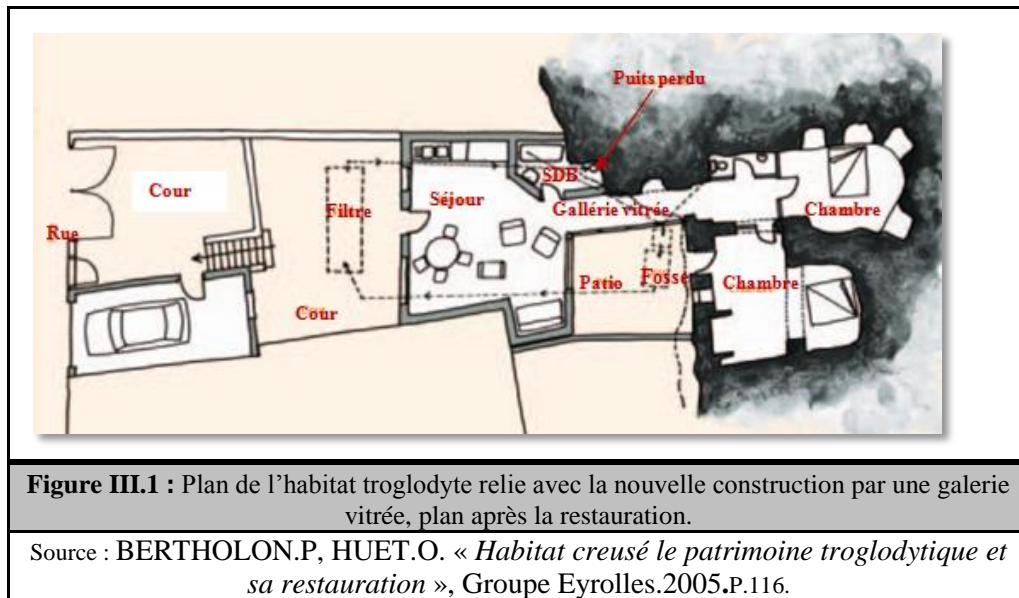 Puits perdu
Cour
SDB
Rue
Filtre
Séjour
Gallérie vitrée
Chambre
Cour
Patio
Fosse
Chambre
Figure III.1 : Plan de l’habitat troglodyte relie avec la nouvelle construction par une galerie
vitrée, plan après la restauration.
Source : BERTHOLON.P, HUET.O. « Habitat creusé le patrimoine troglodytique et
sa restauration », Groupe Eyrolles.2005.P.116.